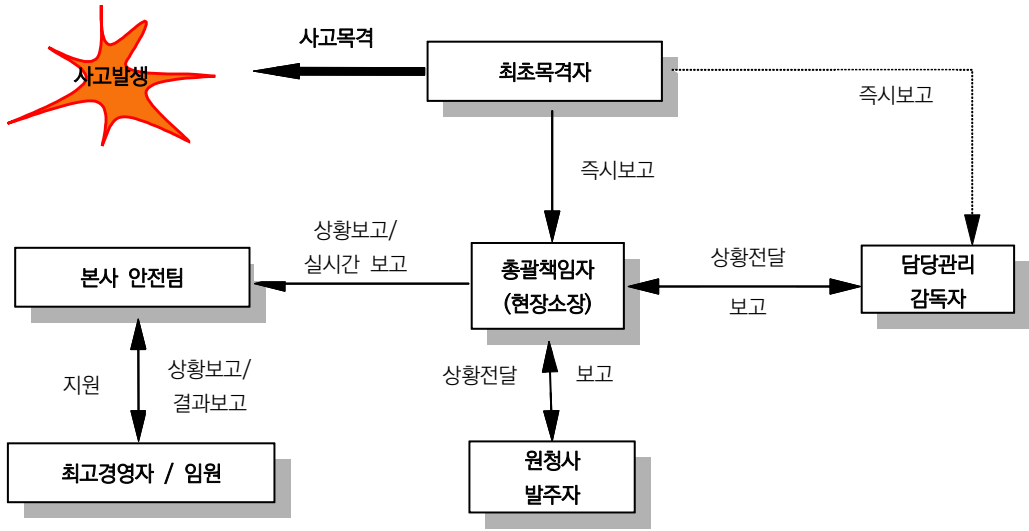 사고목격
사고발생
최초목격자
즉시보고
즉시보고
상황보고/
실시간 보고
본사 안전팀
총괄책임자
(현장소장)
상황전달
보고
담당관리
감독자
지원
상황보고/
결과보고
상황전달
보고
최고경영자 / 임원
원청사
발주자